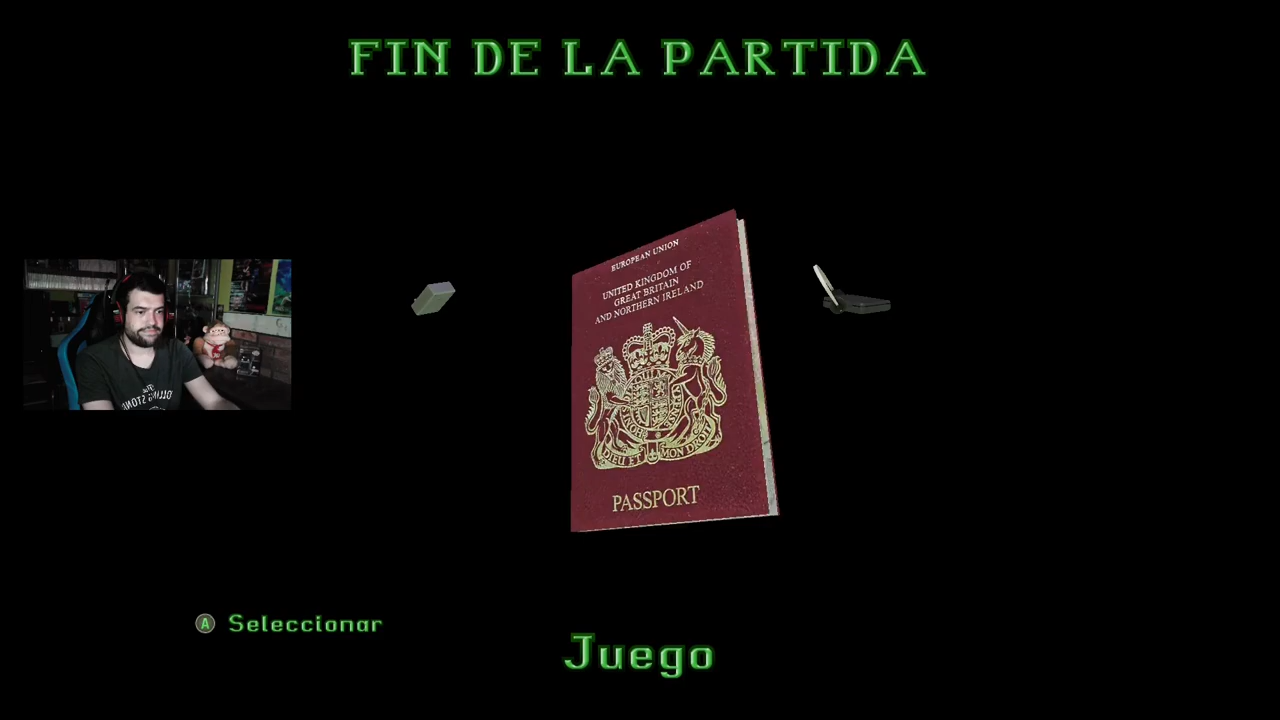 FIN DE LA PARTIDA
EUROPEAN UNION
UNITED KINGDOM OF
GREAT BRITAIN
AND NORTHERN IRELAND
DIEU ET MON DROIT
PASSPORT
A Seleccionar
Juego